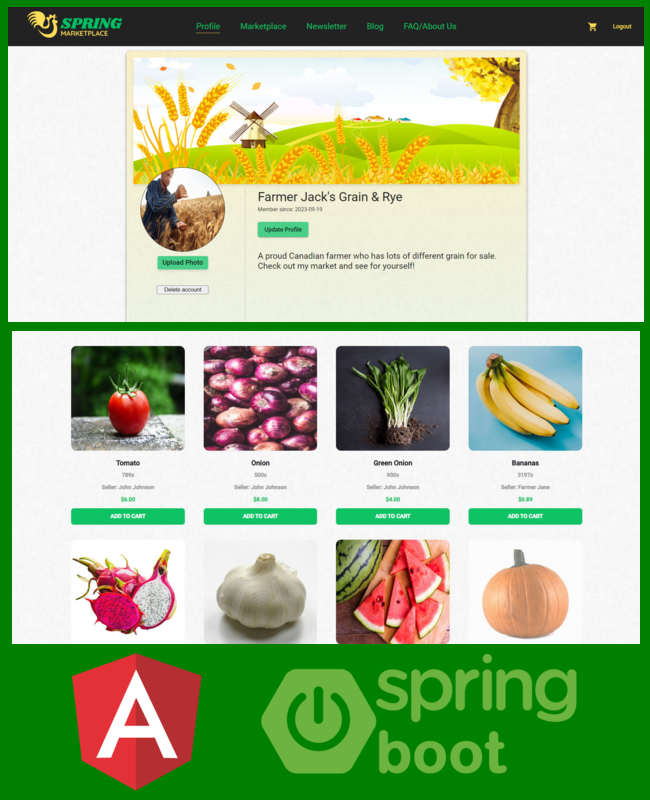 SPRING
MARKETPLACE
Profile Marketplace Newsletter Blog FAQ/About Us Logout
Farmer Jack's Grain & Rye
Member since: 2023-09-19
Update Profile
Upload Photo
A proud Canadian farmer who has lots of different grain for sale.
Check out my market and see for yourself!
Delete account
Tomato Onion Green Onion Bananas
789x 500x 900x 3197x
Seller: John Johnson Seller: John Johnson Seller: John Johnson Seller: Farmer Jane
$6.00 $8.00 $4.00 $0.89
ADD TO CART ADD TO CART ADD TO CART ADD TO CART
A
spring
boot